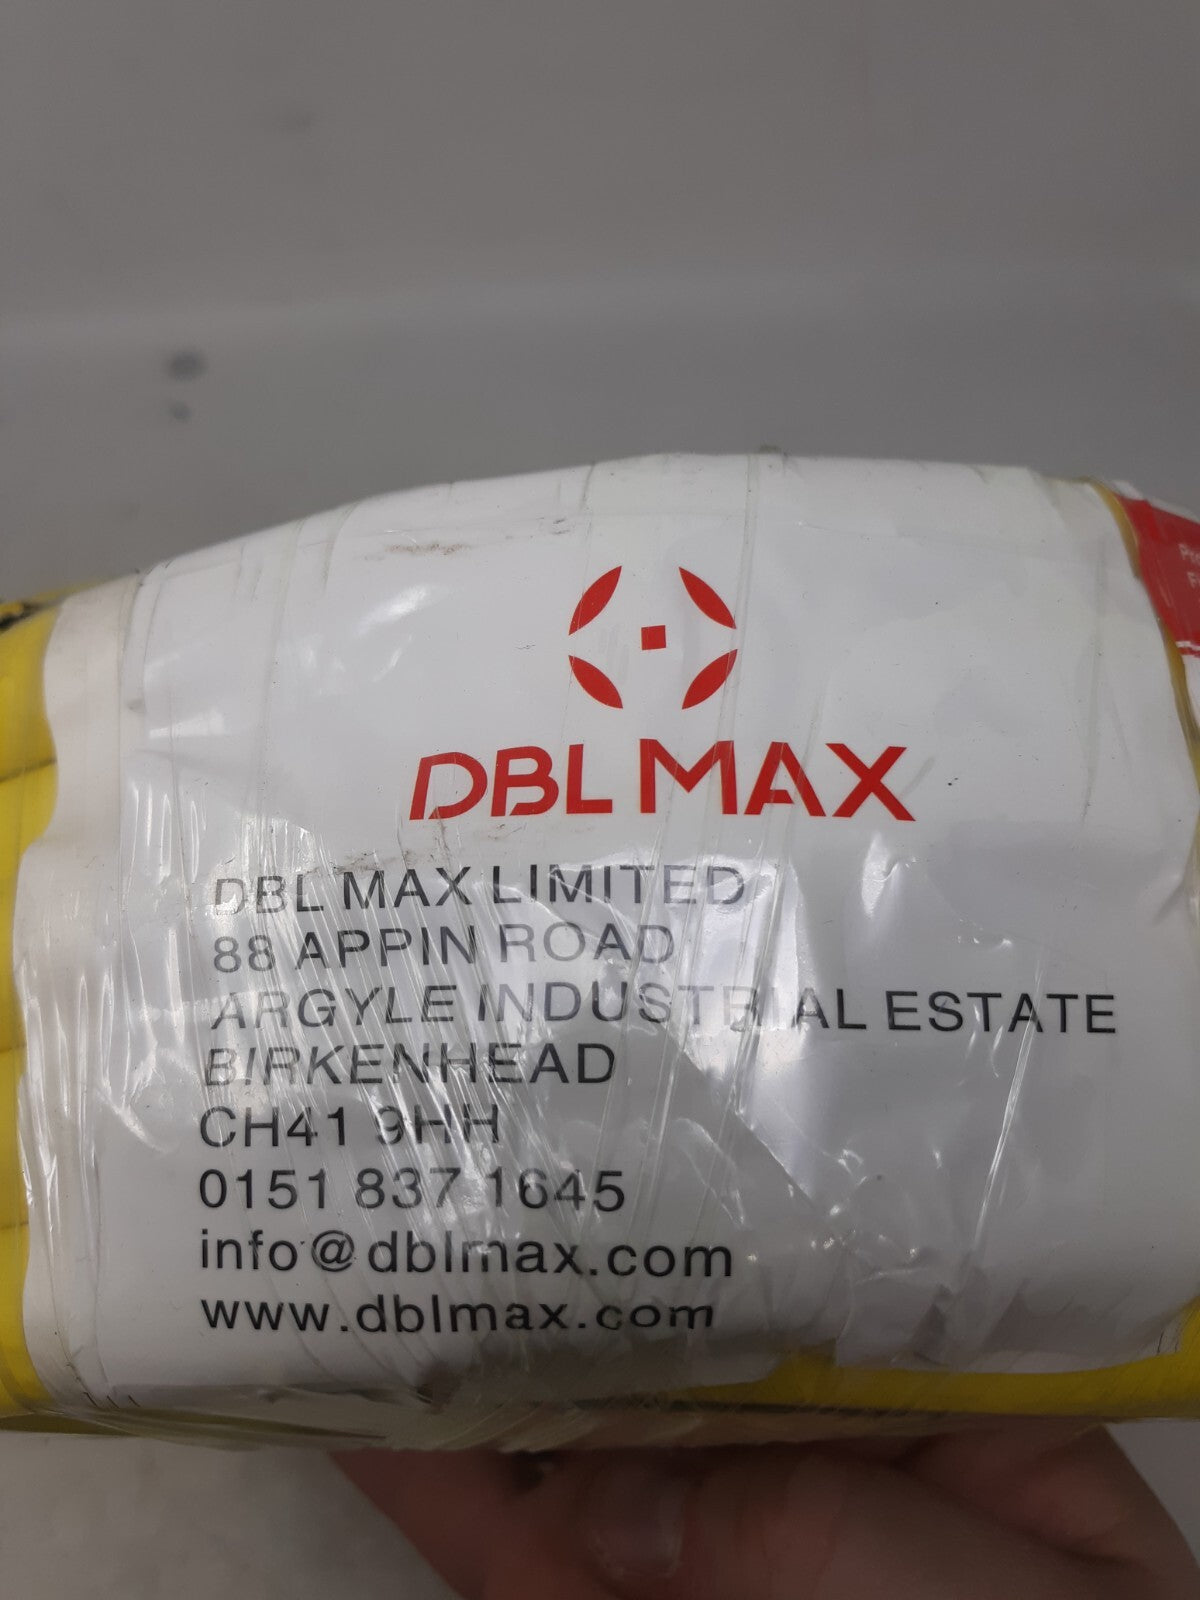 DBL MAX
DBL MAX LIMITED
88 APPIN ROAD
ARGYLE INDUSTRIAL ESTATE
BIRKENHEAD
CH41 9HH
0151 837 1645
info@dblmax.com
www.dblmax.com